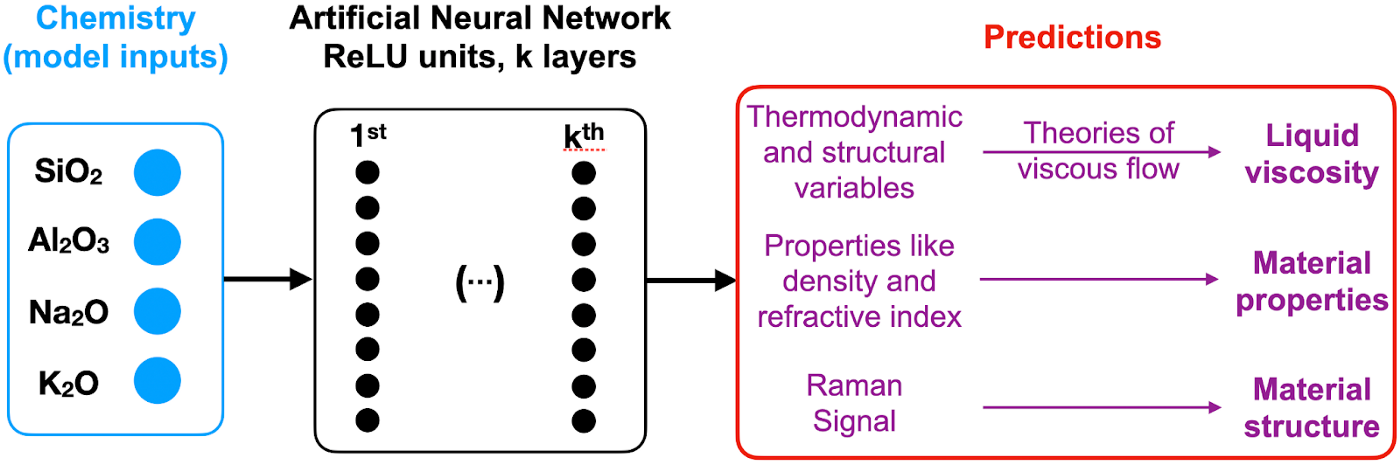 Chemistry
(model inputs)
Artificial Neural Network
ReLU units, k layers
Predictions
SiO₂
Al₂O₃
Na₂O
K₂O
1ˢᵗ
kᵗʰ
(...)
Thermodynamic
and structural
variables
Theories of
viscous flow
Liquid
viscosity
Properties like
density and
refractive index
Material
properties
Raman
Signal
Material
structure